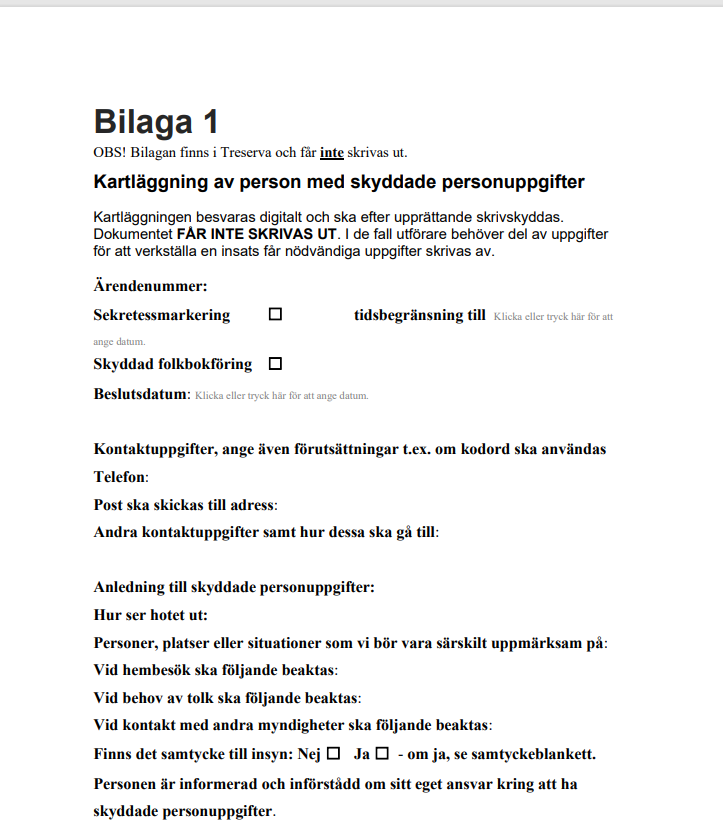 Bilaga 1
OBS! Bilagan finns i Treserva och får inte skrivas ut.
Kartläggning av person med skyddade personuppgifter
Kartläggningen besvaras digitalt och ska efter upprättande skrivskyddas.
Dokumentet FÅR INTE SKRIVAS UT. I de fall utförare behöver del av uppgifter
för att verkställa en insats får nödvändiga uppgifter skrivas av.
Ärendenummer:
Sekretessmarkering ☐ tidsbegränsning till Klicka eller tryck här för att
ange datum.
Skyddad folkbokföring ☐
Beslutsdatum: Klicka eller tryck här för att ange datum.
Kontaktuppgifter, ange även förutsättningar t.ex. om kodord ska användas
Telefon:
Post ska skickas till adress:
Andra kontaktuppgifter samt hur dessa ska gå till:
Anledning till skyddade personuppgifter:
Hur ser hotet ut:
Personer, platser eller situationer som vi bör vara särskilt uppmärksam på:
Vid hembesök ska följande beaktas:
Vid behov av tolk ska följande beaktas:
Vid kontakt med andra myndigheter ska följande beaktas:
Finns det samtycke till insyn: Nej ☐ Ja ☐ - om ja, se samtyckeblankett.
Personen är informerad och införstådd om sitt eget ansvar kring att ha
skyddade personuppgifter.